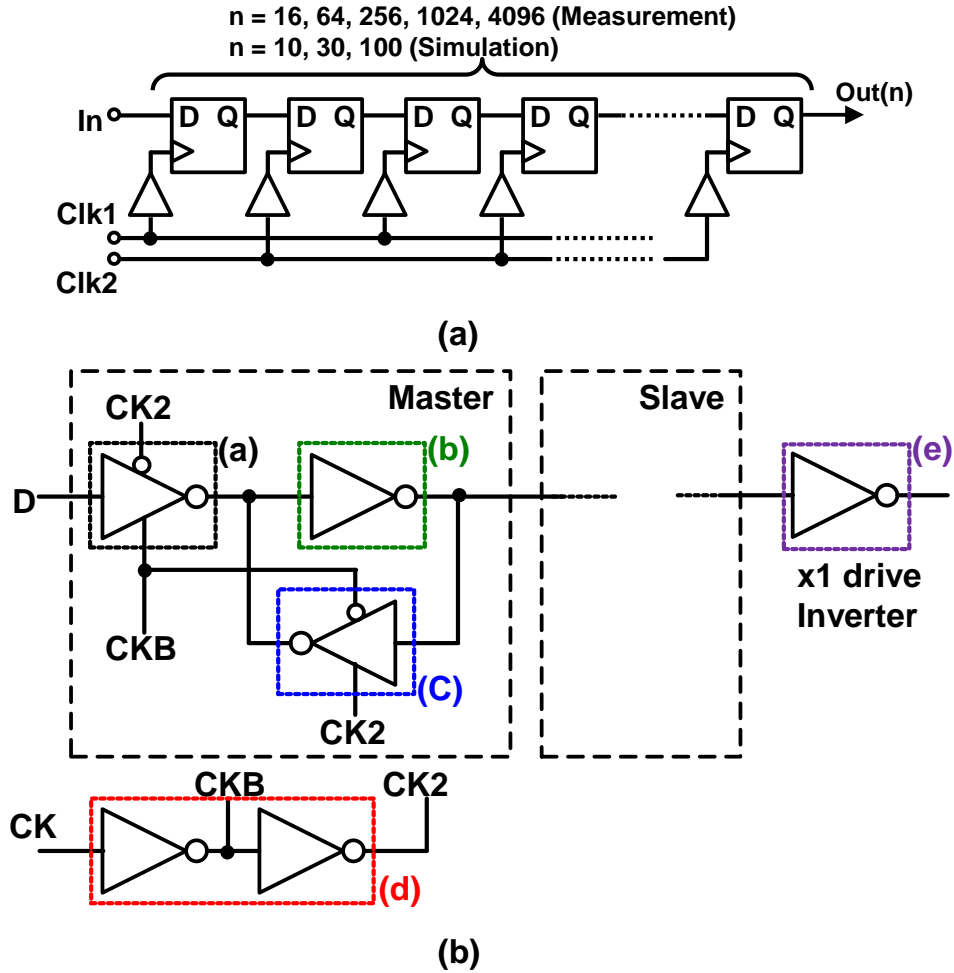 n = 16, 64, 256, 1024, 4096 (Measurement)
n = 10, 30, 100 (Simulation)
In
D Q
D Q
D Q
D Q
D Q
Out(n)
Clk1
Clk2
(a)
Master
Slave
CK2
(a)
(b)
(e)
D
x1 drive
Inverter
CKB
(C)
CK2
CKB
CK2
CK
(d)
(b)